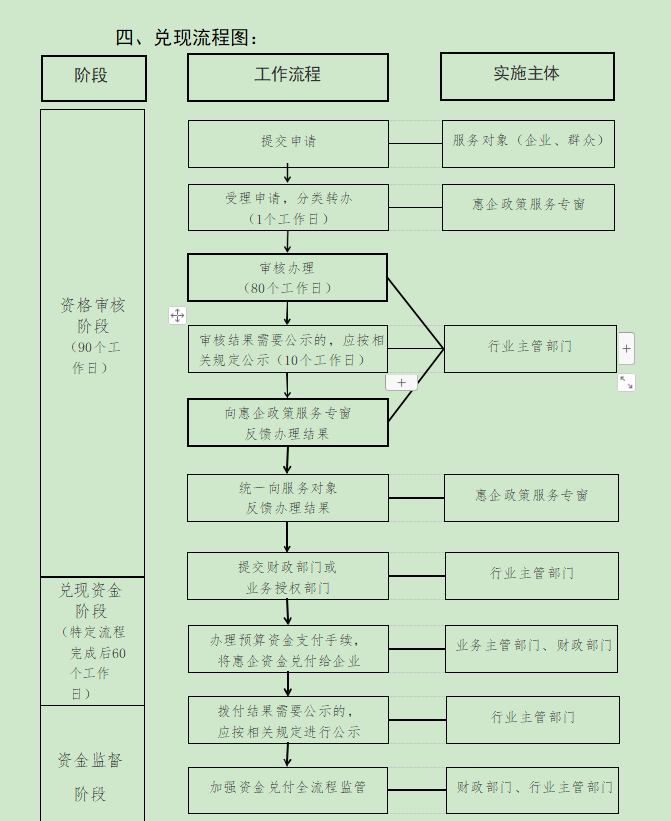 四、兑现流程图：
阶段
工作流程
实施主体
提交申请
服务对象（企业、群众）
受理申请，分类转办
（1个工作日）
惠企政策服务专窗
审核办理
（80个工作日）
资格审核
阶段
（90个工
作日）
审核结果需要公示的，应按相
关规定公示（10个工作日）
行业主管部门
向惠企政策服务专窗
反馈办理结果
统一向服务对象
反馈办理结果
惠企政策服务专窗
提交财政部门或
业务授权部门
行业主管部门
兑现资金
阶段
（特定流程
完成后60
个工作
日）
办理预算资金支付手续，
将惠企资金兑付给企业
业务主管部门、财政部门
拨付结果需要公示的，
应按相关规定进行公示
行业主管部门
资金监督
阶段
加强资金兑付全流程监管
财政部门、行业主管部门